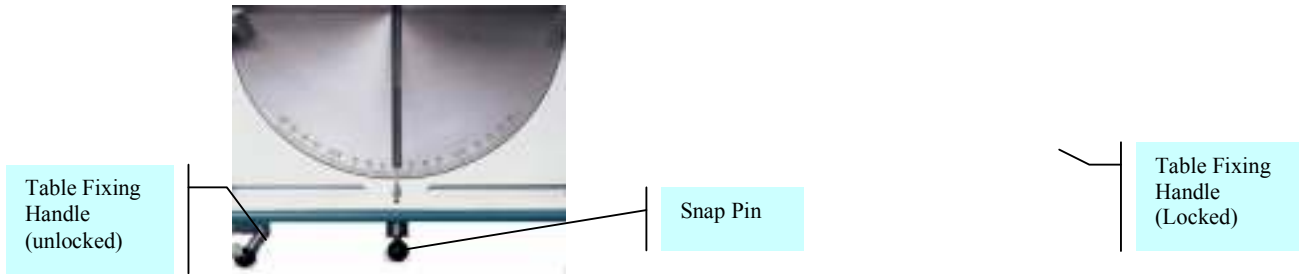 Table Fixing
Handle
(unlocked)
Snap Pin
Table Fixing
Handle
(Locked)